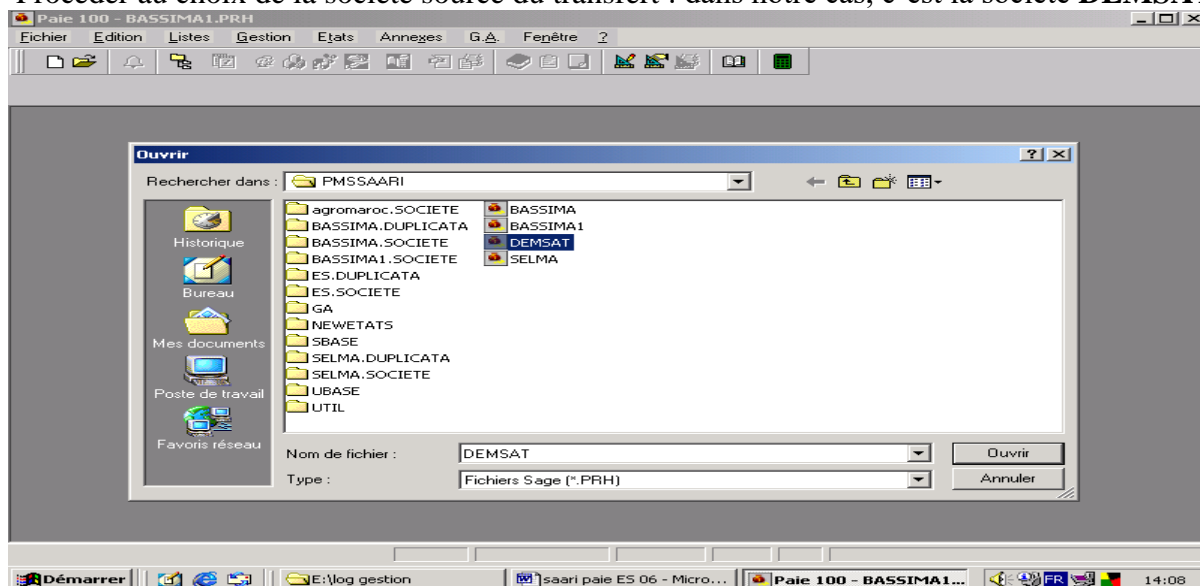 Procéder au choix de la société source du transfert : dans notre cas, c'est la société DEMSAT
Paie 100 - BASSIMA1.PRH
Fichier Edition Listes Gestion Etats Annexes G.A. Fenêtre ?
Ouvrir
Rechercher dans : PMSSAARI
Historique
Bureau
Mes documents
Poste de travail
Favoris réseau
agromaroc.SOCIETE
BASSIMA.DUPLICATA
BASSIMA.SOCIETE
BASSIMA1.SOCIETE
ES.DUPLICATA
ES.SOCIETE
GA
NEWETATS
SBASE
SELMA.DUPLICATA
SELMA.SOCIETE
UBASE
UTIL
BASSIMA
BASSIMA1
DEMSAT
SELMA
Nom de fichier : DEMSAT Ouvrir
Type : Fichiers Sage (*.PRH) Annuler
Démarrer E:\log gestion saari paie ES 06 - Micro... Paie 100 - BASSIMA1... FR 14:08